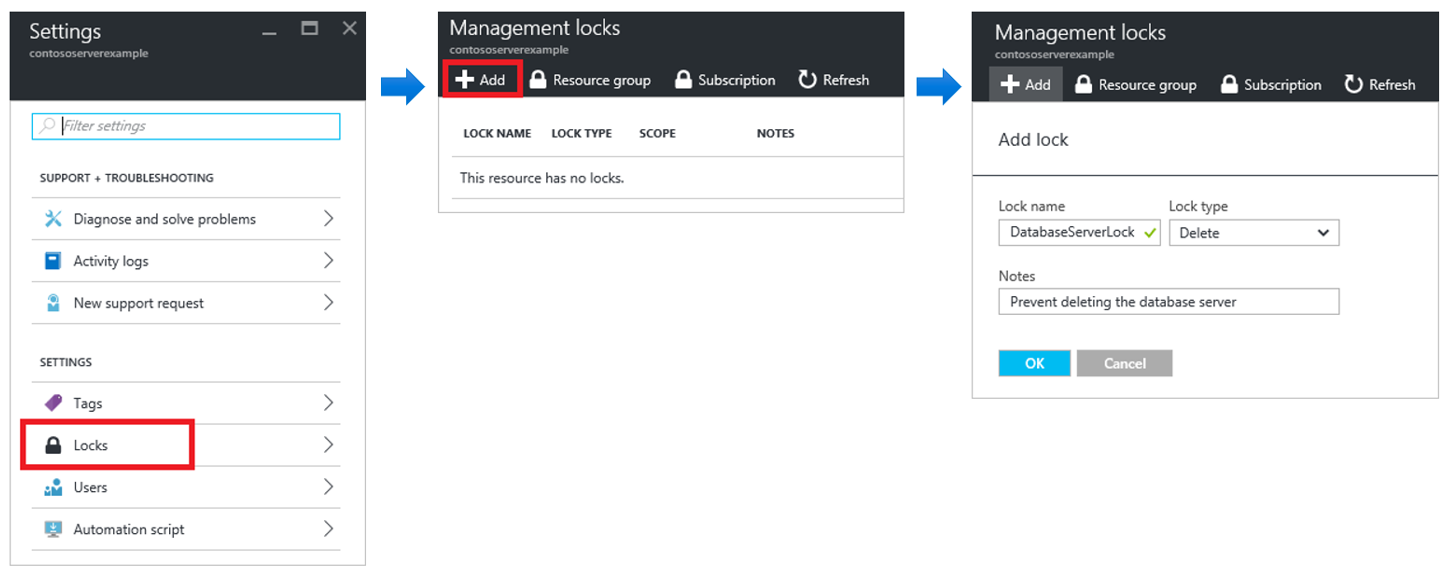 Settings
contososerverexample
Filter settings
SUPPORT + TROUBLESHOOTING
Diagnose and solve problems
Activity logs
New support request
SETTINGS
Tags
Locks
Users
Automation script
Management locks
contososerverexample
Add Resource group Subscription Refresh
LOCK NAME LOCK TYPE SCOPE NOTES
This resource has no locks.
Management locks
contososerverexample
Add Resource group Subscription Refresh
Add lock
Lock name Lock type
DatabaseServerLock Delete
Notes
Prevent deleting the database server
OK Cancel